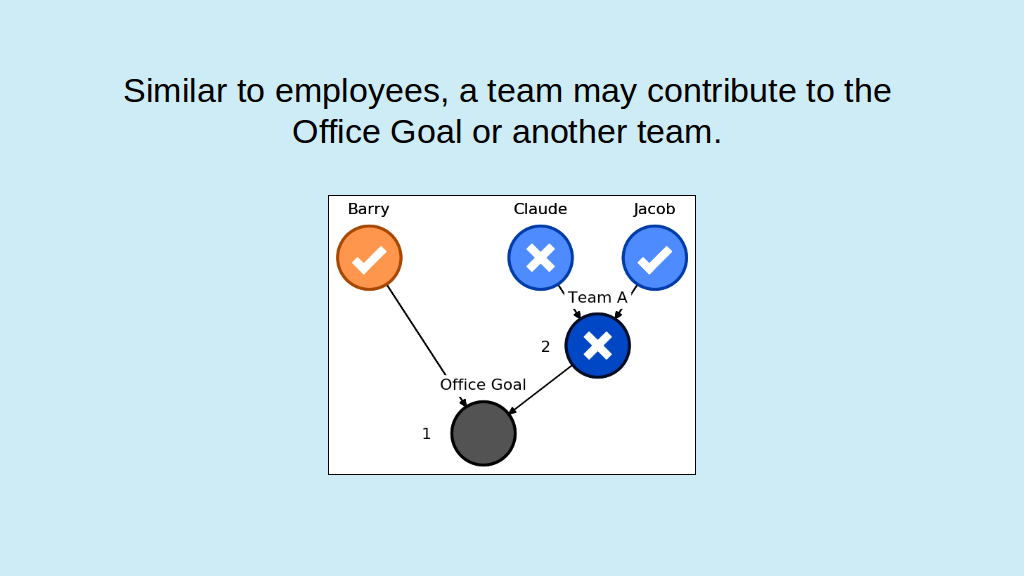 Similar to employees, a team may contribute to the
Office Goal or another team.
Barry
Claude
Jacob
Team A
2
Office Goal
1